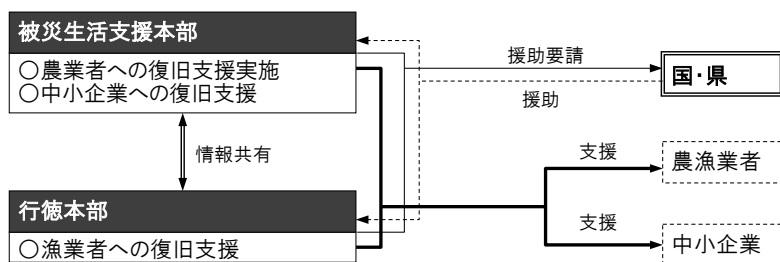 被災生活支援本部
〇農業者への復旧支援実施
〇中小企業への復旧支援
援助要請
援助
国・県
情報共有
支援
農漁業者
行徳本部
〇漁業者への復旧支援
支援
中小企業